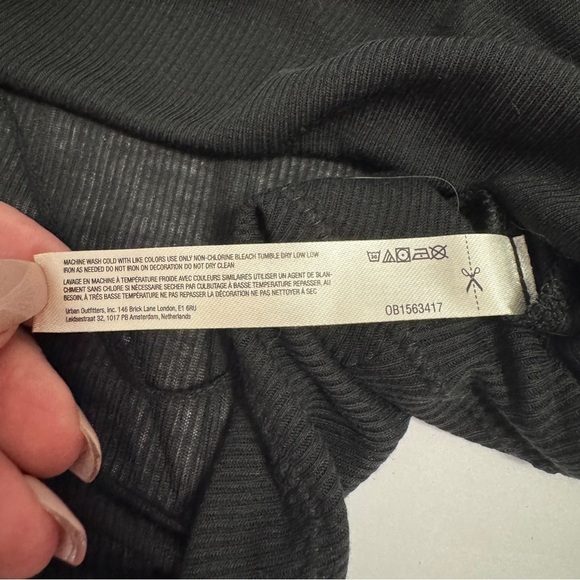 MACHINE WASH COLD WITH LIKE COLORS USE ONLY NON-CHLORINE BLEACH TUMBLE DRY LOW LOW
IRON AS NEEDED DO NOT IRON ON DECORATION DO NOT DRY CLEAN
LAVAGE EN MACHINE À TEMPÉRATURE FROIDE AVEC COULEURS SIMILAIRES UTILISER UN AGENT DE BLAN-
CHIMENT SANS CHLORE SI NÉCESSAIRE SECHER PAR CULBUTAGE À BASSE TEMPÉRATURE REPASSER, AU
BESOIN, À TRÈS BASSE TEMPÉRATURE NE PAS REPASSER LA DÉCORATION NE PAS NETTOYER À SEC
Urban Outfitters, Inc. 146 Brick Lane London, E1 6RU
Leidsestraat 32, 1017 PB Amsterdam, Netherlands
30
OB1563417